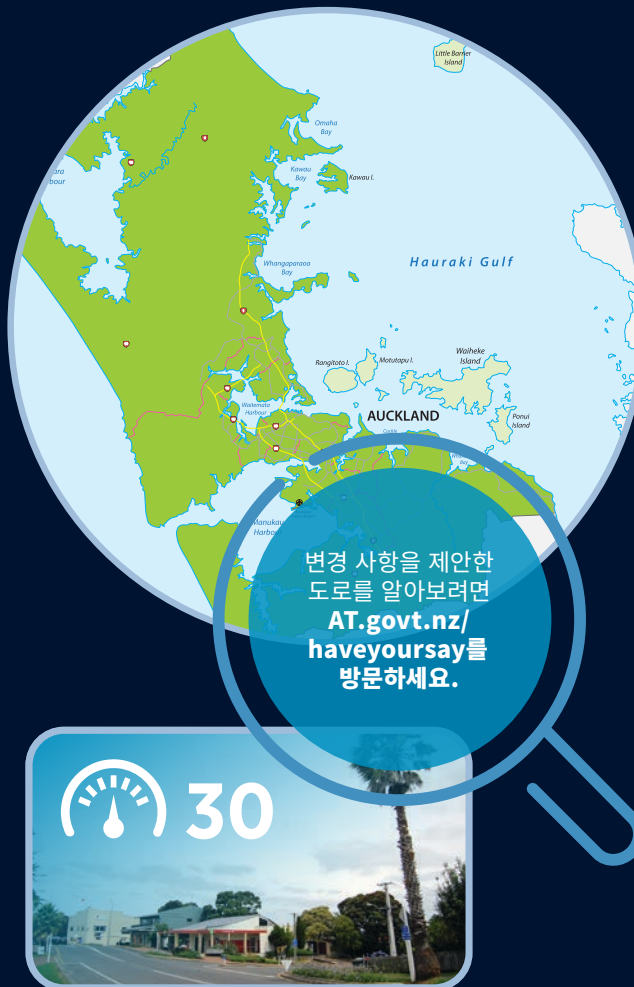 Little Barrier
Island
Omaha
Bay
Kawau
Bay
Kawau I.
Whangaparaoa
Bay
Hauraki Gulf
Rangitoto I.
Motutapu I.
Waiheke
Island
Waitemata
Harbour
AUCKLAND
Ponui
Island
Manukau
Harbour
변경 사항을 제안한
도로를 알아보려면
AT.govt.nz/
haveyoursay를
방문하세요.
30